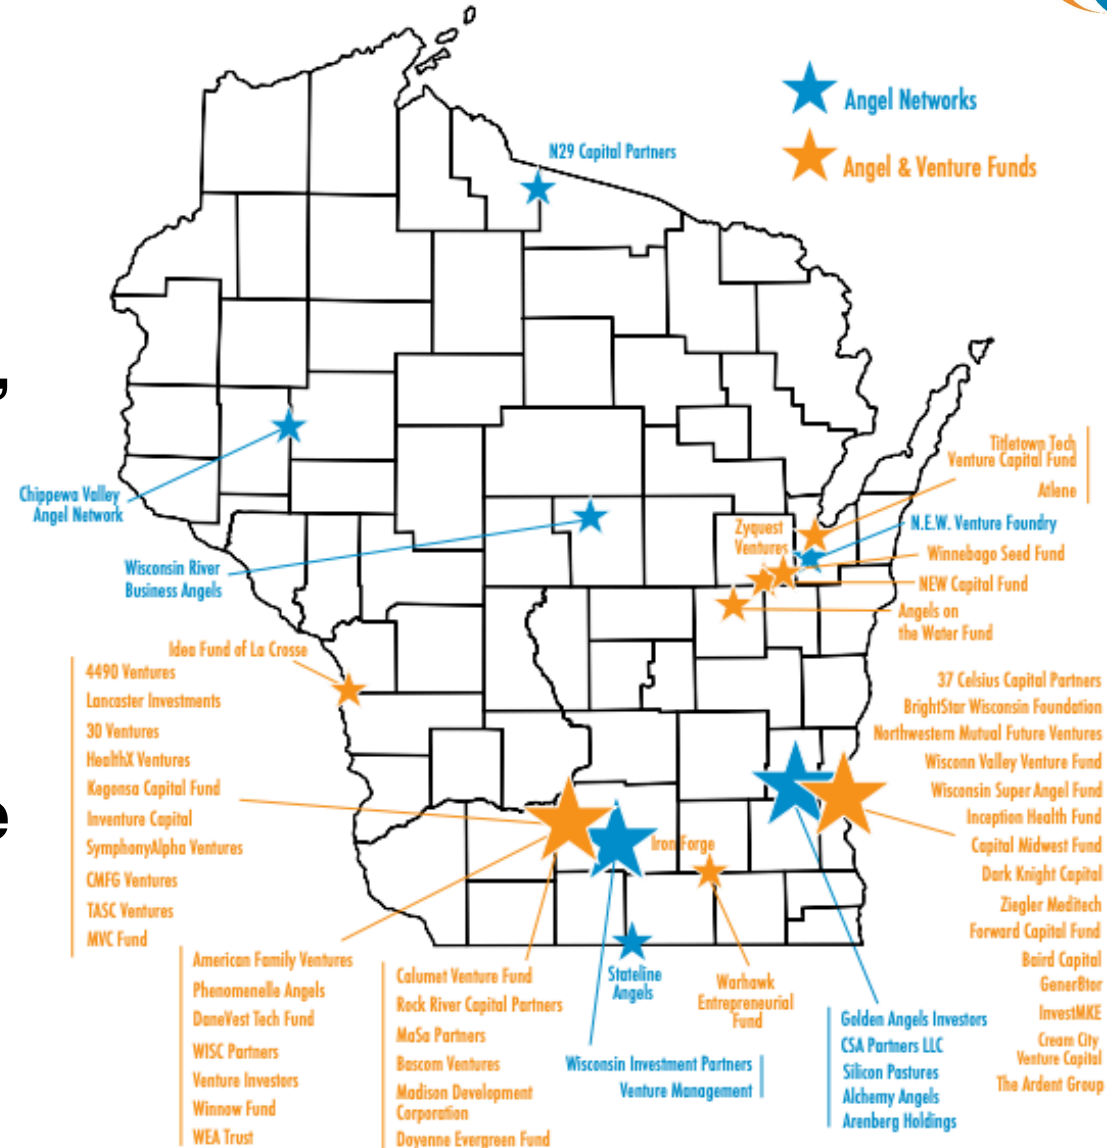 Angel Networks
Angel & Venture Funds
N29 Capital Partners
,
Chippewa Valley
Angel Network
Wisconsin River
Business Angels
Titletown Tech
Venture Capital Fund
Atlene
N.E.W. Venture Foundry
Zyquest
Ventures
Winnebago Seed Fund
NEW Capital Fund
Angels on
the Water Fund
Idea Fund of La Crosse
4490 Ventures
Lancaster Investments
30 Ventures
HealthX Ventures
Kegonsa Capital Fund
Inventure Capital
SymphonyAlpha Ventures
CMFG Ventures
TASC Ventures
MVC Fund
e
37 Celsius Capital Partners
BrightStar Wisconsin Foundation
Northwestern Mutual Future Ventures
Wisconn Valley Venture Fund
Wisconsin Super Angel Fund
Inception Health Fund
Capital Midwest Fund
Dark Knight Capital
Ziegler Meditech
Forward Capital Fund
Baird Capital
Gener8tor
InvestMKE
Cream City
Venture Capital
The Ardent Group
Iron Forge
American Family Ventures
Phenomenelle Angels
DaneVest Tech Fund
WISC Partners
Venture Investors
Winnow Fund
WEA Trust
Calumet Venture Fund
Rock River Capital Partners
MaSa Partners
Bascom Ventures
Madison Development
Corporation
Doyenne Evergreen Fund
Stateline
Angels
Wisconsin Investment Partners
Venture Management
Warhawk
Entrepreneurial
Fund
Golden Angels Investors
CSA Partners LLC
Silicon Pastures
Alchemy Angels
Arenberg Holdings